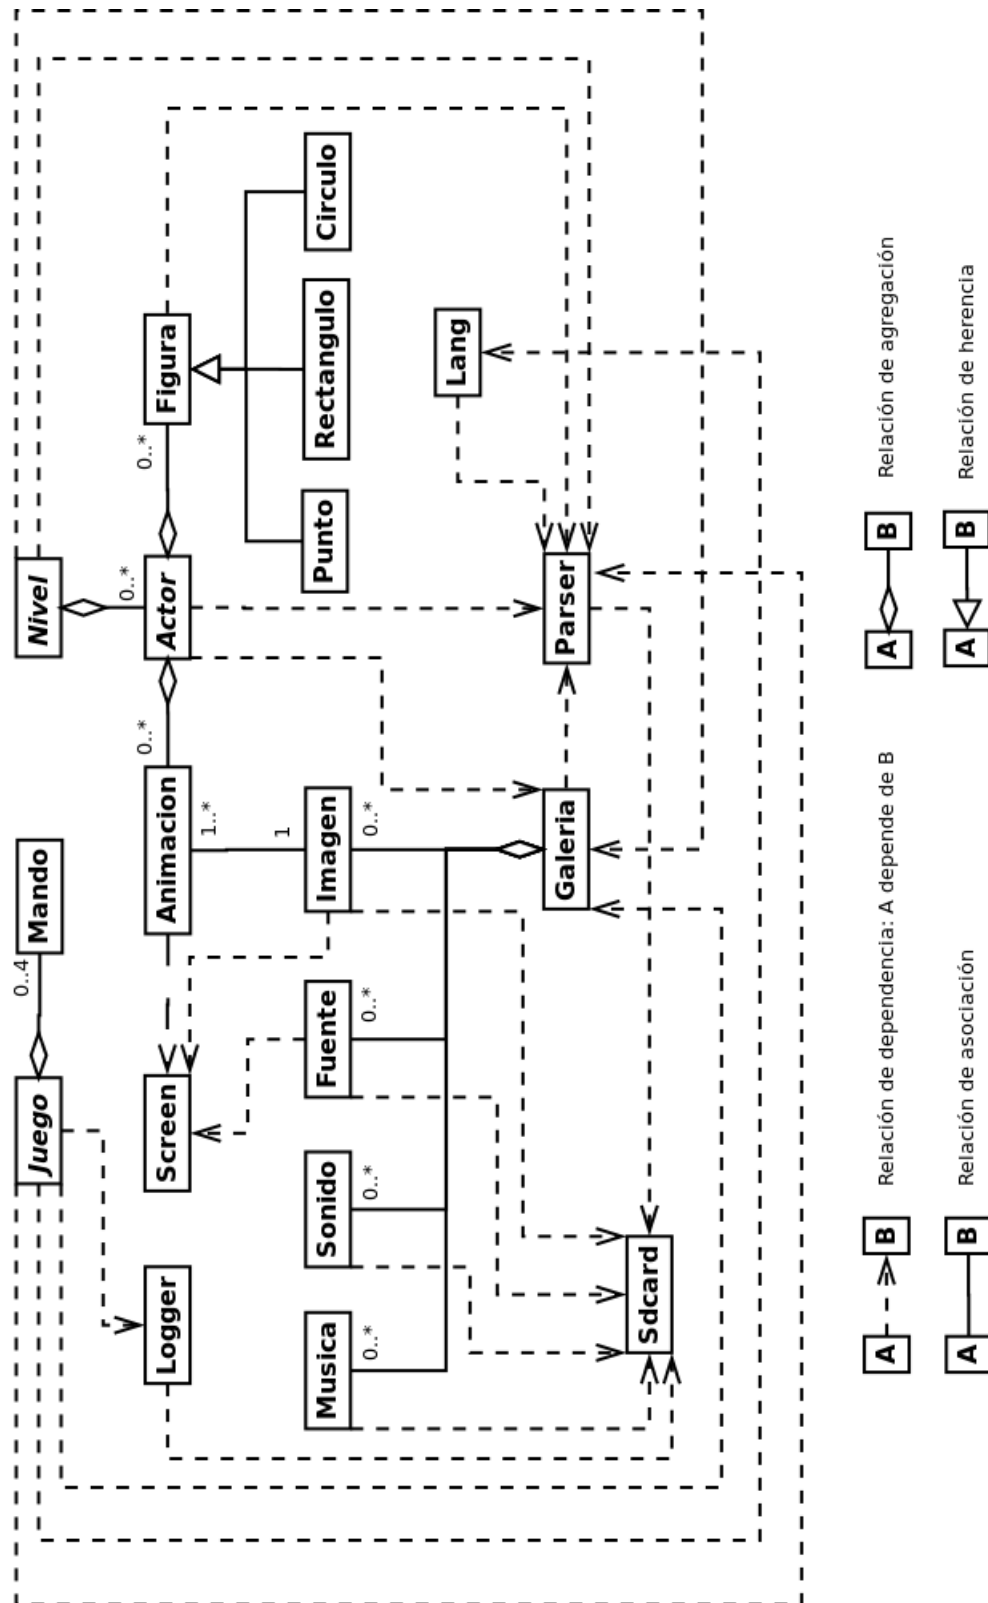 Juego
0..4
Mando
Nivel
0..*
0..*
0..*
Logger
Screen
Animacion
Actor
Figura
1..*
1
Musica
Sonido
Fuente
Imagen
Punto
Rectangulo
Circulo
0..*
0..*
0..*
0..*
Lang
Galeria
Parser
Sdcard
A
B
Relación de dependencia: A depende de B
A
B
Relación de agregación
A
B
Relación de asociación
A
B
Relación de herencia